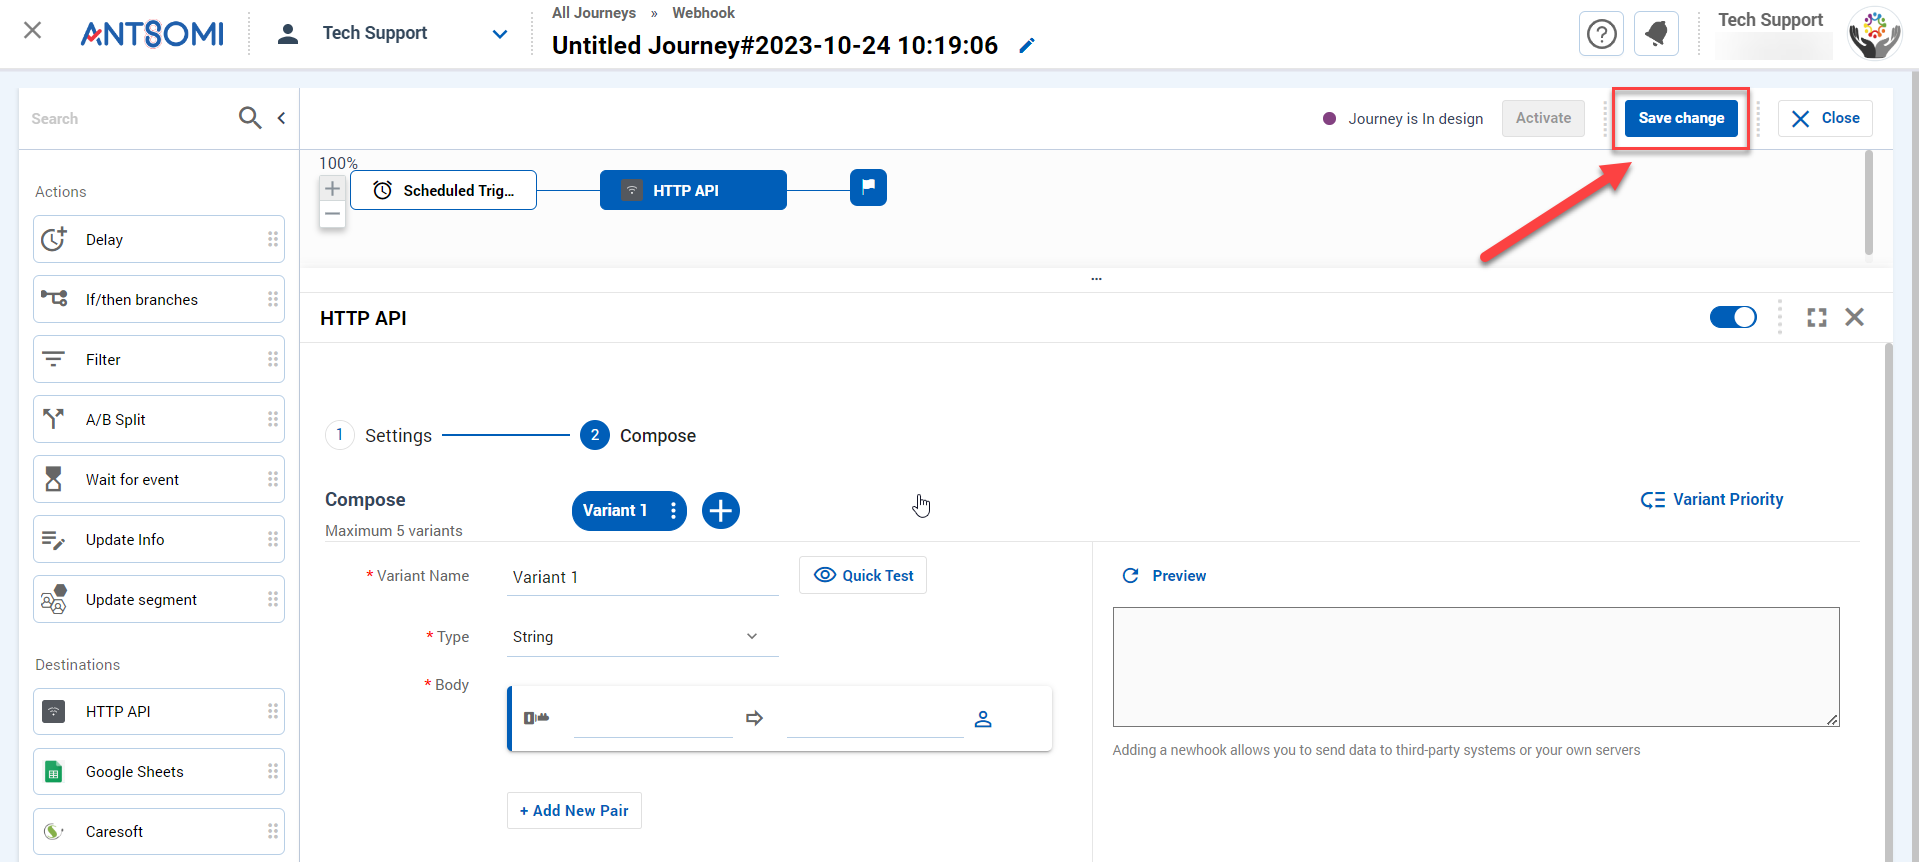 ANTSOMI
Tech Support
All Journeys » Webhook
Untitled Journey#2023-10-24 10:19:06
Tech Support
Search
Journey is In design
Activate
Save change
Close
100%
Scheduled Trig...
HTTP API
...
Actions
Delay
If/then branches
Filter
A/B Split
Wait for event
Update Info
Update segment
Destinations
HTTP API
Google Sheets
Caresoft
HTTP API
1 Settings
2 Compose
Compose
Maximum 5 variants
Variant 1
Variant Priority
* Variant Name
Variant 1
Quick Test
* Type
String
* Body
+ Add New Pair
Preview
Adding a newhook allows you to send data to third-party systems or your own servers